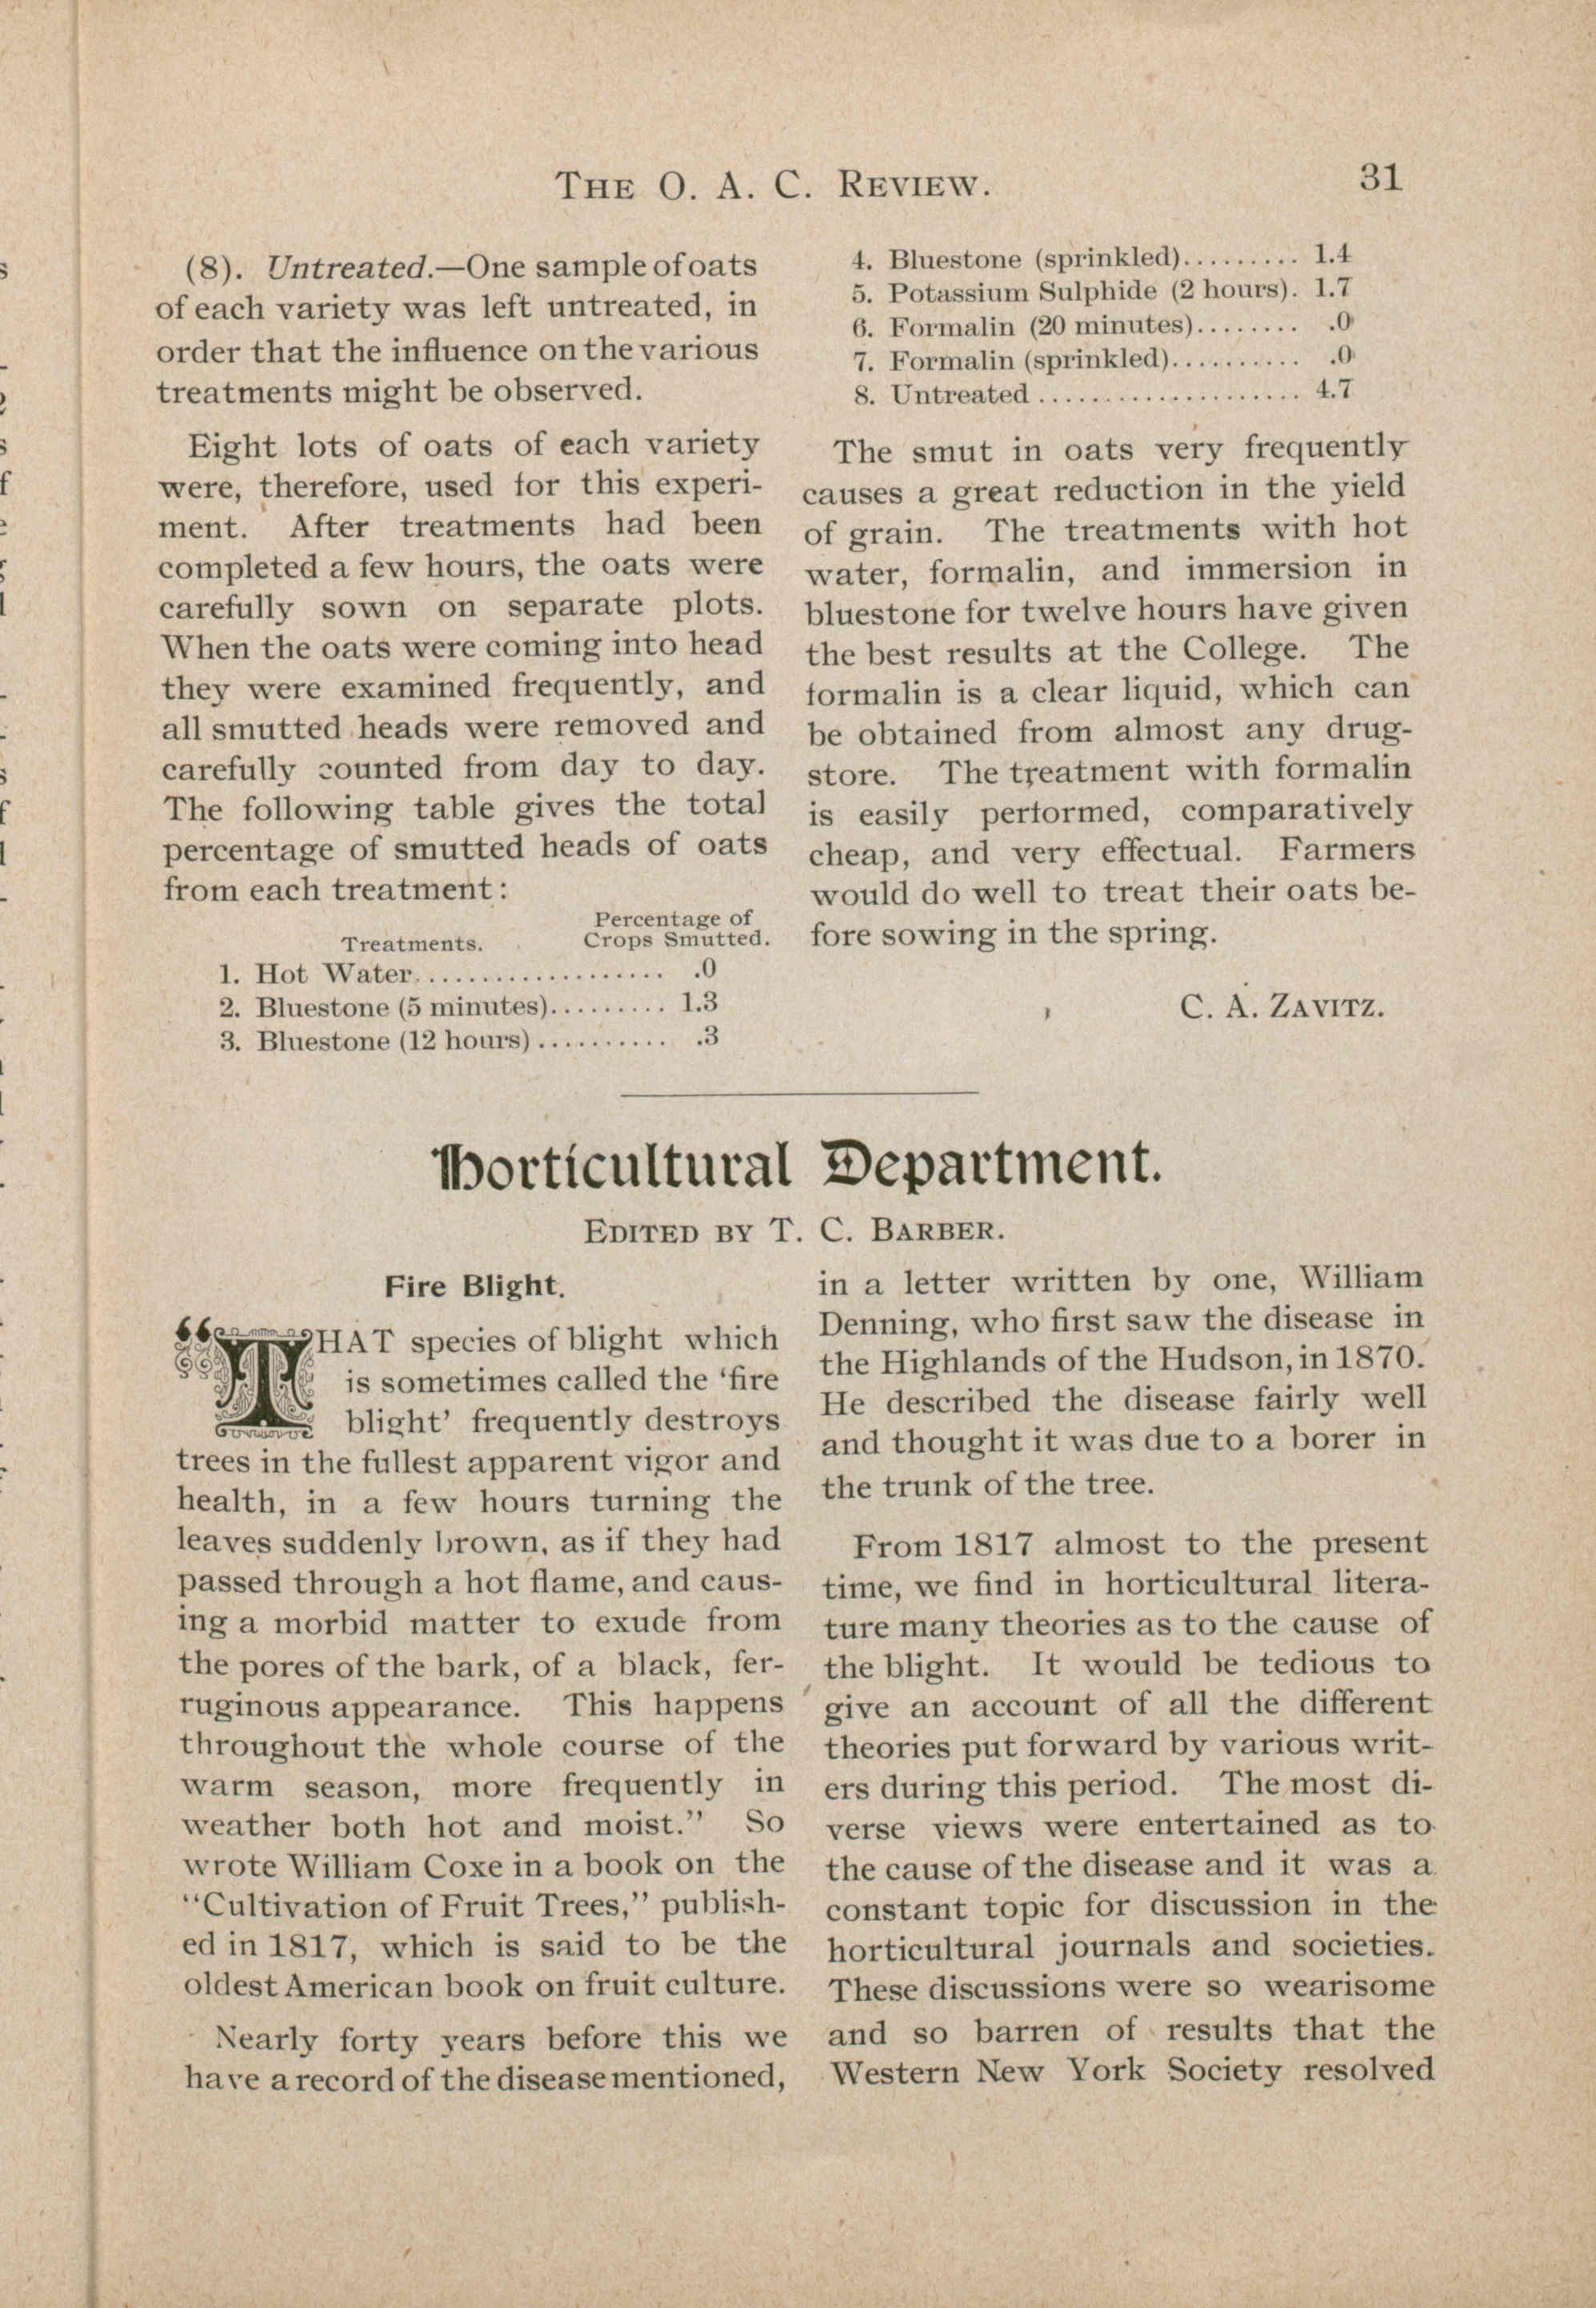 THE O. A. C. REVIEW.
31
(8). Untreated.—One sample of oats
of each variety was left untreated, in
order that the influence on the various
treatments might be observed.
Eight lots of oats of each variety
were, therefore, used for this experi-
ment. After treatments had been
completed a few hours, the oats were
carefully sown on separate plots.
When the oats were coming into head
they were examined frequently, and
all smutted heads were removed and
carefully counted from day to day.
The following table gives the total
percentage of smutted heads of oats
from each treatment:
Treatments. Percentage of
Crops Smutted.
1. Hot Water................... .0
2. Bluestone (5 minutes)......... 1.3
3. Bluestone (12 hours).......... .3
4. Bluestone (sprinkled)......... 1.4
5. Potassium Sulphide (2 hours). 1.7
6. Formalin (20 minutes)........ .0
7. Formalin (sprinkled).......... .0
8. Untreated.................... 4.7
The smut in oats very frequently
causes a great reduction in the yield
of grain. The treatments with hot
water, formalin, and immersion in
bluestone for twelve hours have given
the best results at the College. The
formalin is a clear liquid, which can
be obtained from almost any drug-
store. The treatment with formalin
is easily performed, comparatively
cheap, and very effectual. Farmers
would do well to treat their oats be-
fore sowing in the spring.
C. A. ZAVITZ.
Horticultural Department.
EDITED BY T. C. BARBER.
Fire Blight.
"THAT species of blight which
is sometimes called the 'fire
blight' frequently destroys
trees in the fullest apparent vigor and
health, in a few hours turning the
leaves suddenly brown, as if they had
passed through a hot flame, and caus-
ing a morbid matter to exude from
the pores of the bark, of a black, fer-
ruginous appearance. This happens
throughout the whole course of the
warm season, more frequently in
weather both hot and moist." So
wrote William Coxe in a book on the
"Cultivation of Fruit Trees," publish-
ed in 1817, which is said to be the
oldest American book on fruit culture.
Nearly forty years before this we
have a record of the disease mentioned,
in a letter written by one, William
Denning, who first saw the disease in
the Highlands of the Hudson, in 1870.
He described the disease fairly well
and thought it was due to a borer in
the trunk of the tree.
From 1817 almost to the present
time, we find in horticultural litera-
ture many theories as to the cause of
the blight. It would be tedious to
give an account of all the different
theories put forward by various writ-
ers during this period. The most di-
verse views were entertained as to
the cause of the disease and it was a
constant topic for discussion in the
horticultural journals and societies.
These discussions were so wearisome
and so barren of results that the
Western New York Society resolved